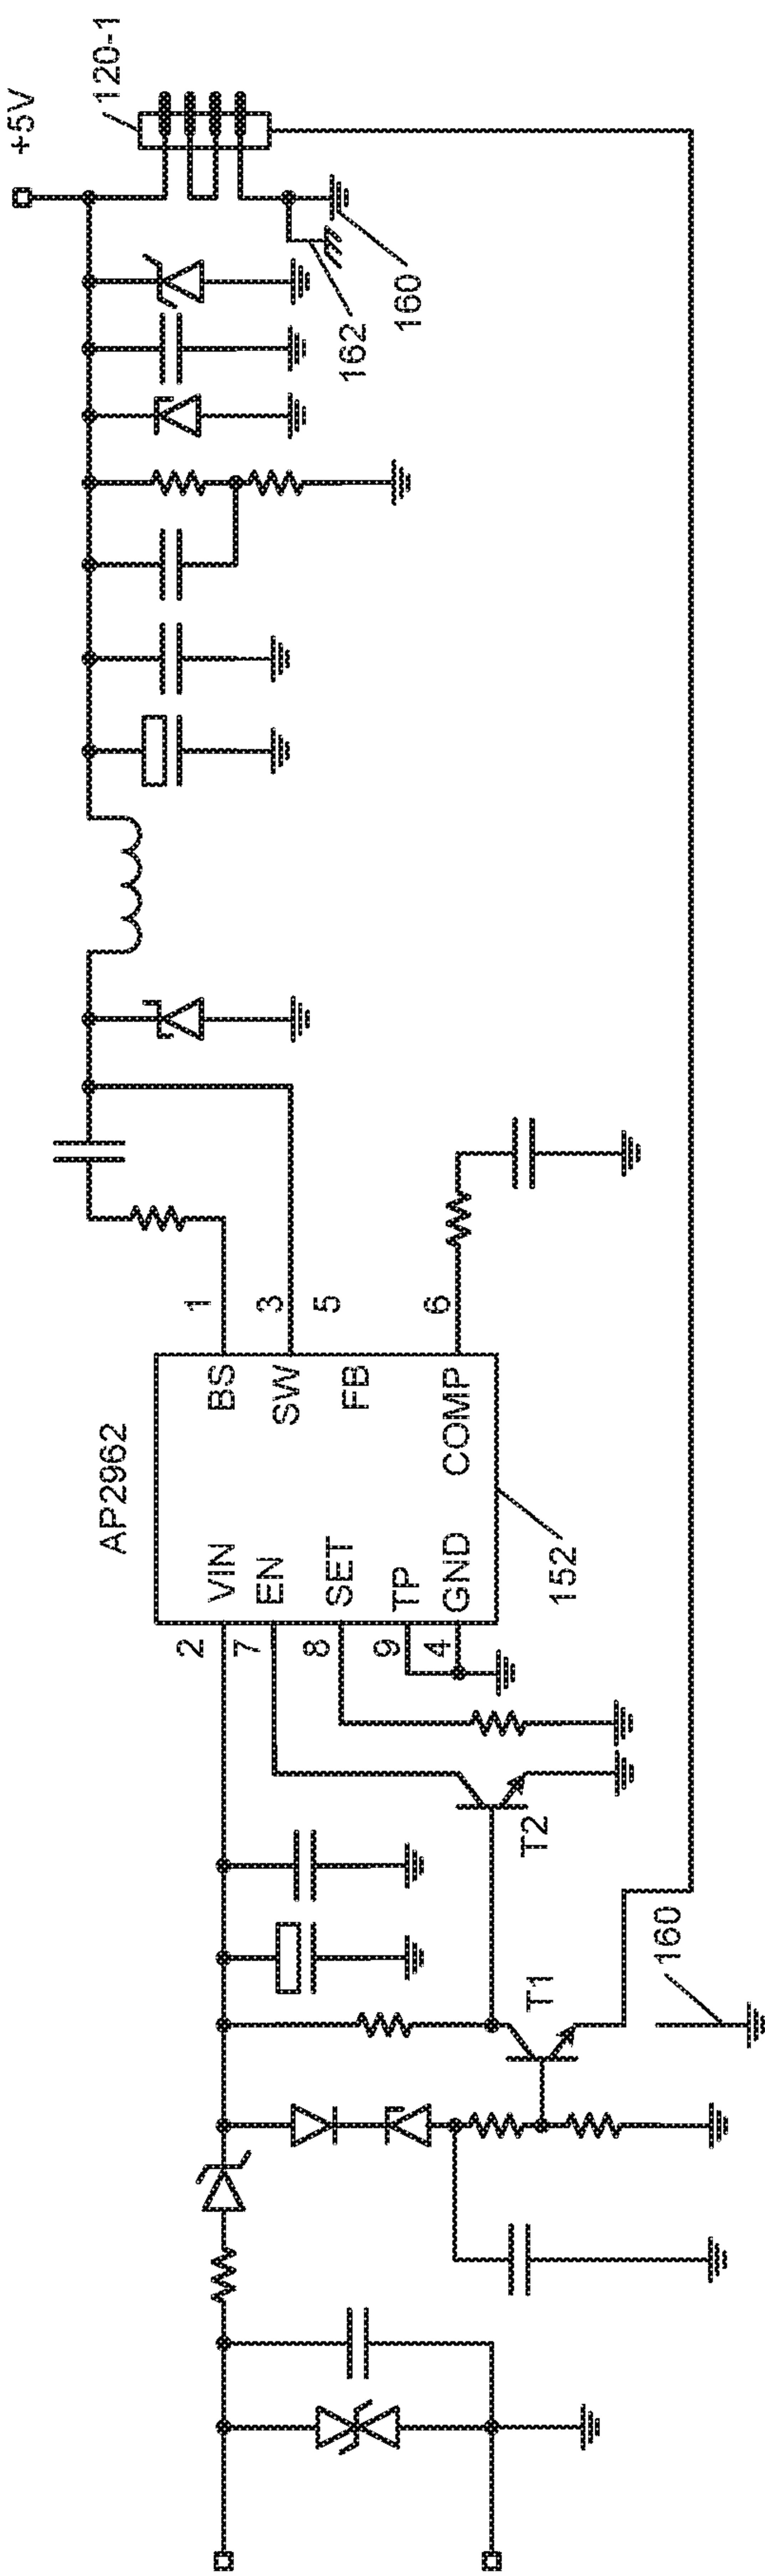 +5V
120-1
162
160
AP2962
1
3
5
6
BS
SW
FB
COMP
VIN
EN
SET
TP
GND
2
7
8
9
4
152
T2
T1
160